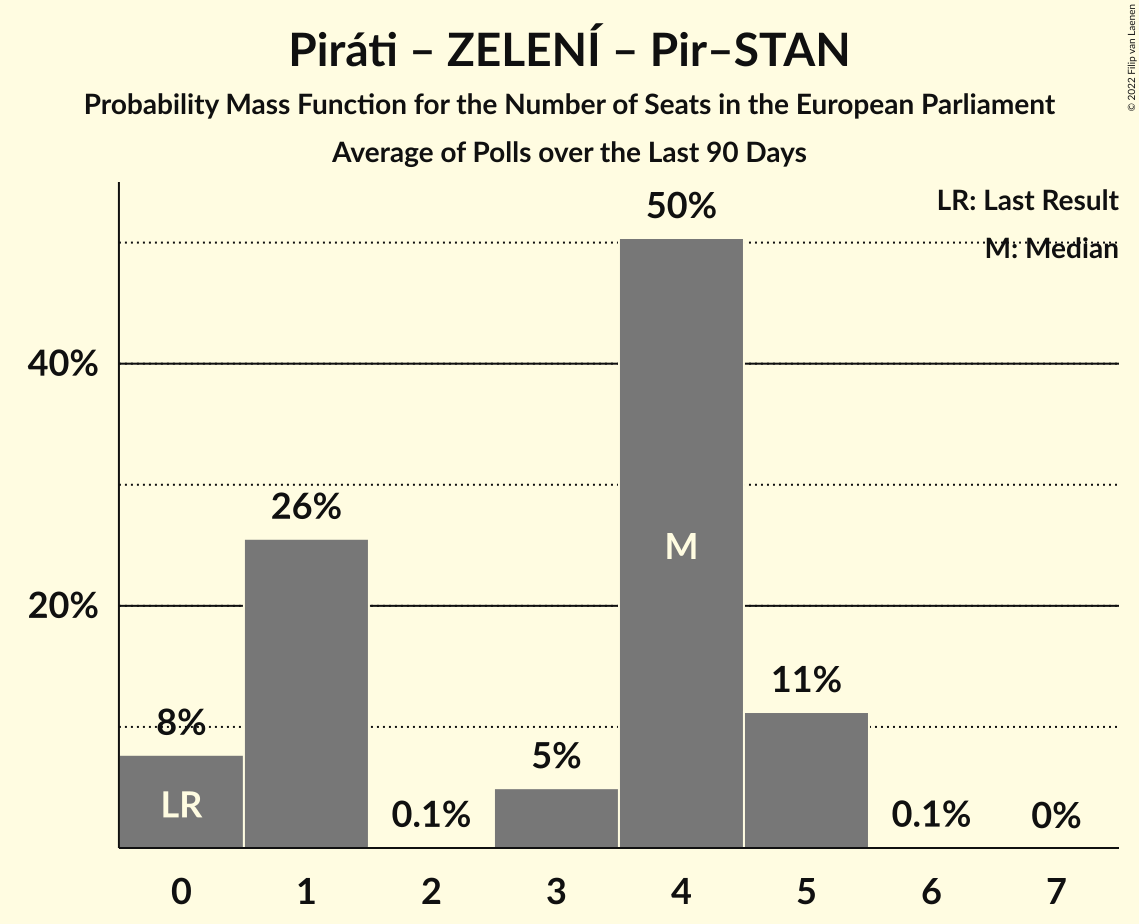 Piráti – ZELENÍ – Pir–STAN
Probability Mass Function for the Number of Seats in the European Parliament
Average of Polls over the Last 90 Days
© 2022 Filip van Laenen
LR: Last Result
M: Median
50%
40%
26%
M
20%
11%
8%
5%
LR
0.1%
0.1%
0%
0 1 2 3 4 5 6 7